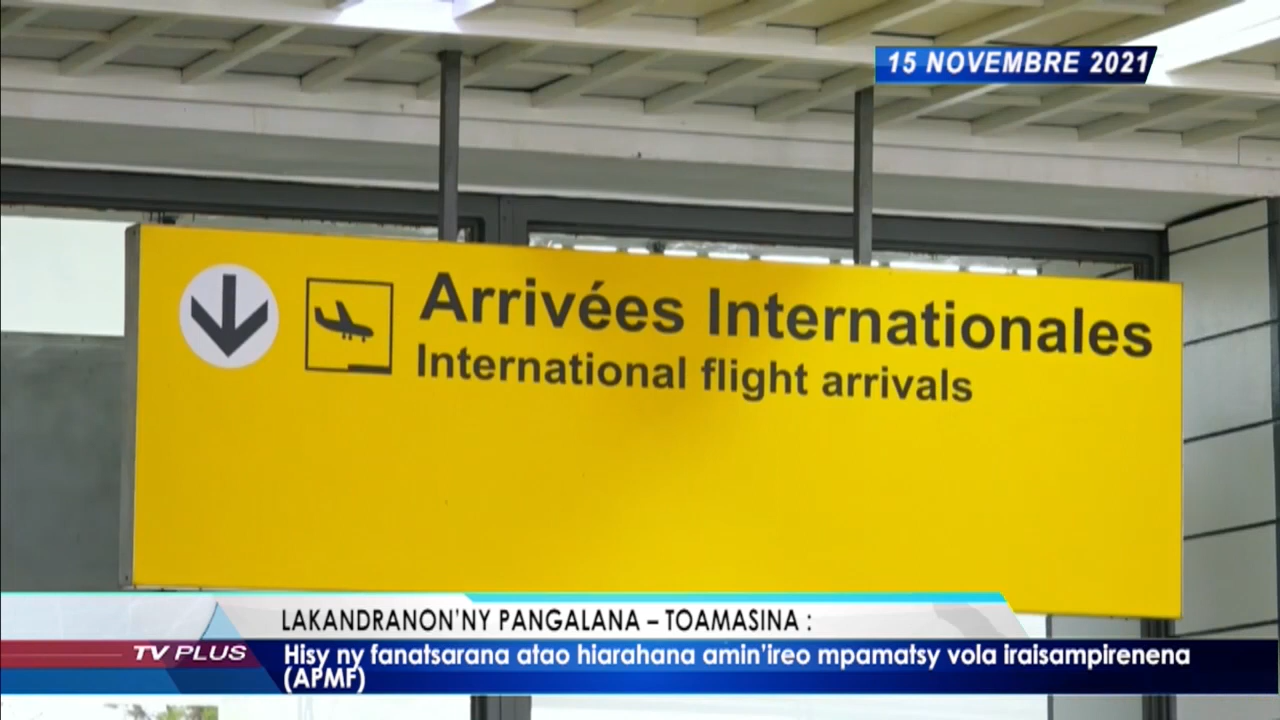 15 NOVEMBRE 2021
Arrivées Internationales
International flight arrivals
LAKANDRANON'NY PANGALANA – TOAMASINA :
TV PLUS
Hisy ny fanatsarana atao hiarahana amin'ireo mpamatsy vola iraisampirenena
(APMF)